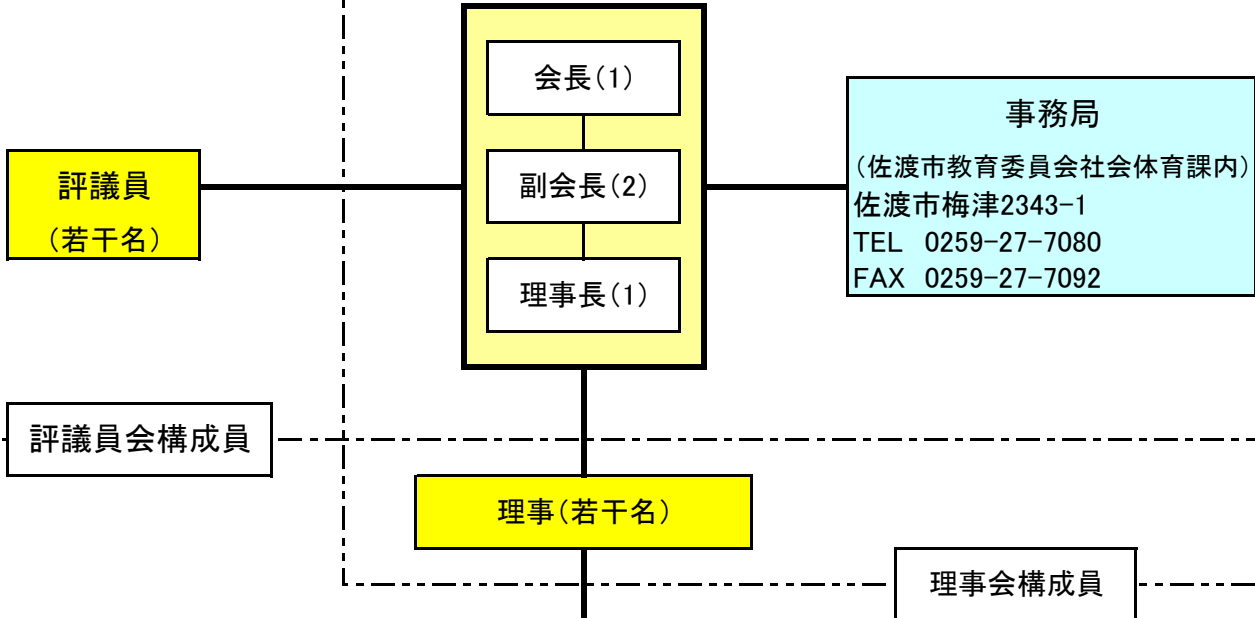 会長(1)
副会長(2)
理事長(1)
評議員
(若干名)
事務局
(佐渡市教育委員会社会体育課内)
佐渡市梅津2343-1
TEL 0259-27-7080
FAX 0259-27-7092
評議員会構成員
理事(若干名)
理事会構成員